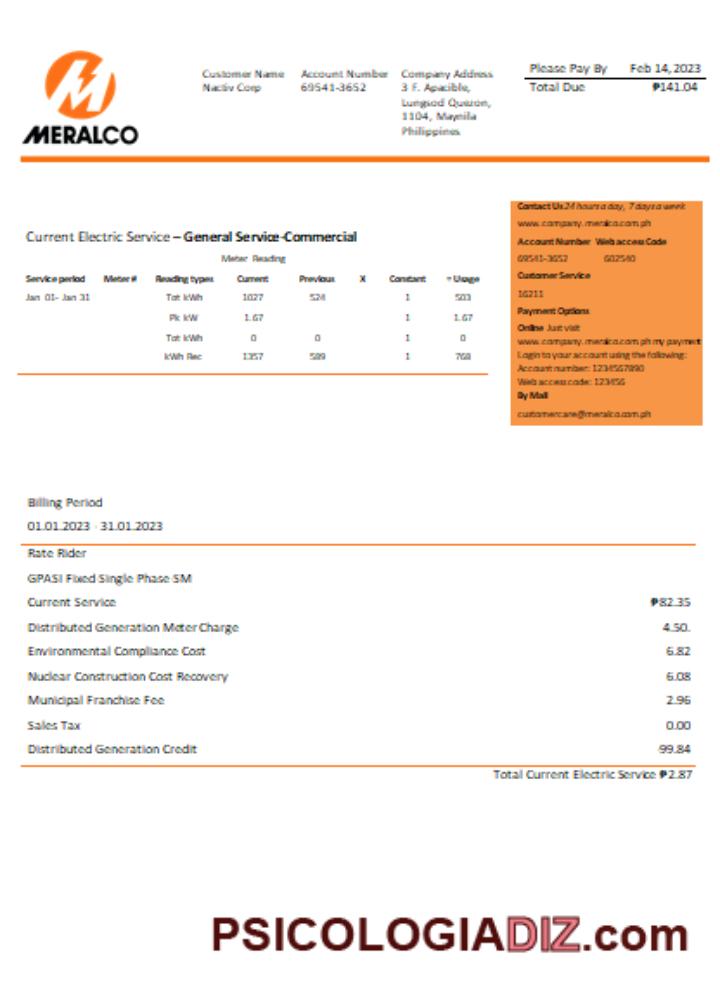 MERALCO
Customer Name Account Number Company Address
Nactiv Corp 69541-3652 3 F. Apacible,
Lungsod Quezon,
1104, Maynila
Philippines
Please Pay By Feb 14,2023
Total Due ₱141.04
Contact Us 24 hours a day, 7 days a week
www.company.meralco.com.ph
Account Number Web access Code
69541-3652 602540
Customer Service
16211
Payment Options
Online Just visit
www.company.meralco.com.ph my payment
Login to your account using the following:
Account number: 1234567890
Web access code: 123456
By Mail
customercare@meralco.com.ph
Current Electric Service – General Service-Commercial
Meter Reading
Service period Meter# Reading types Current Previous X Constant = Usage
Jan 01- Jan 31 Tot kWh 1027 524 1 503
Pk kW 1.67 1 1.67
Tot kWh 0 0 1 0
kWh Rec 1357 589 1 768
Billing Period
01.01.2023 - 31.01.2023
Rate Rider
GPASI Fixed Single Phase SM
Current Service ₱82.35
Distributed Generation Meter Charge 4.50.
Environmental Compliance Cost 6.82
Nuclear Construction Cost Recovery 6.08
Municipal Franchise Fee 2.96
Sales Tax 0.00
Distributed Generation Credit 99.84
Total Current Electric Service ₱2.87
PSICOLOGIADIZ.com